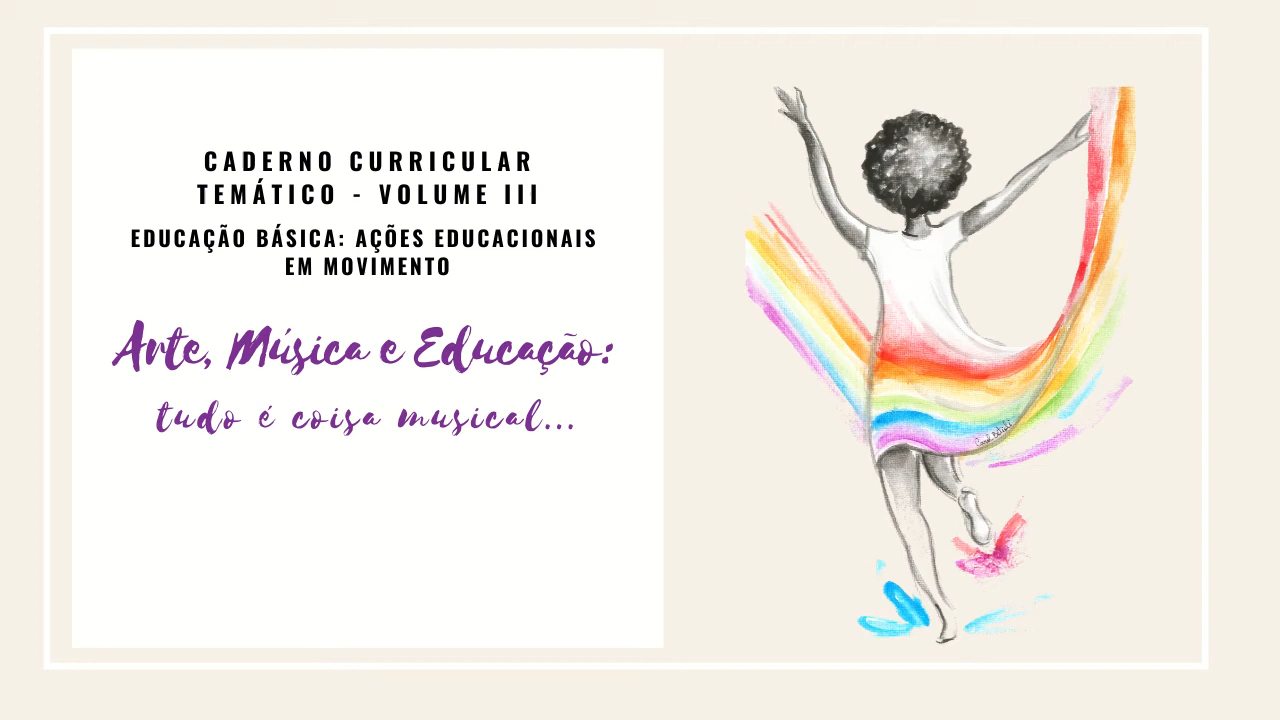 CADERNO CURRICULAR
TEMÁTICO - VOLUME III
EDUCAÇÃO BÁSICA: AÇÕES EDUCACIONAIS
EM MOVIMENTO
Arte, Música e Educação:
tudo é coisa musical...